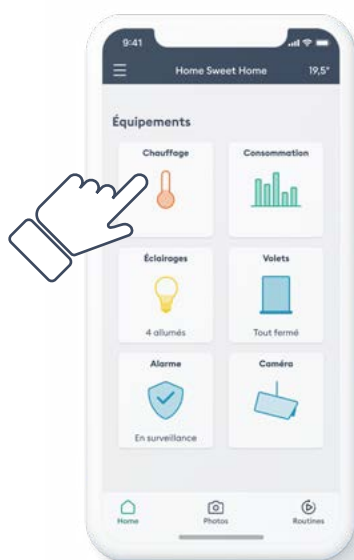 9:41
Home Sweet Home 19,5°
Équipements
Chauffage Consommation
Éclairages Volets
4 allumés Tout fermé
Alarme Caméra
En surveillance
Home Photos Routines